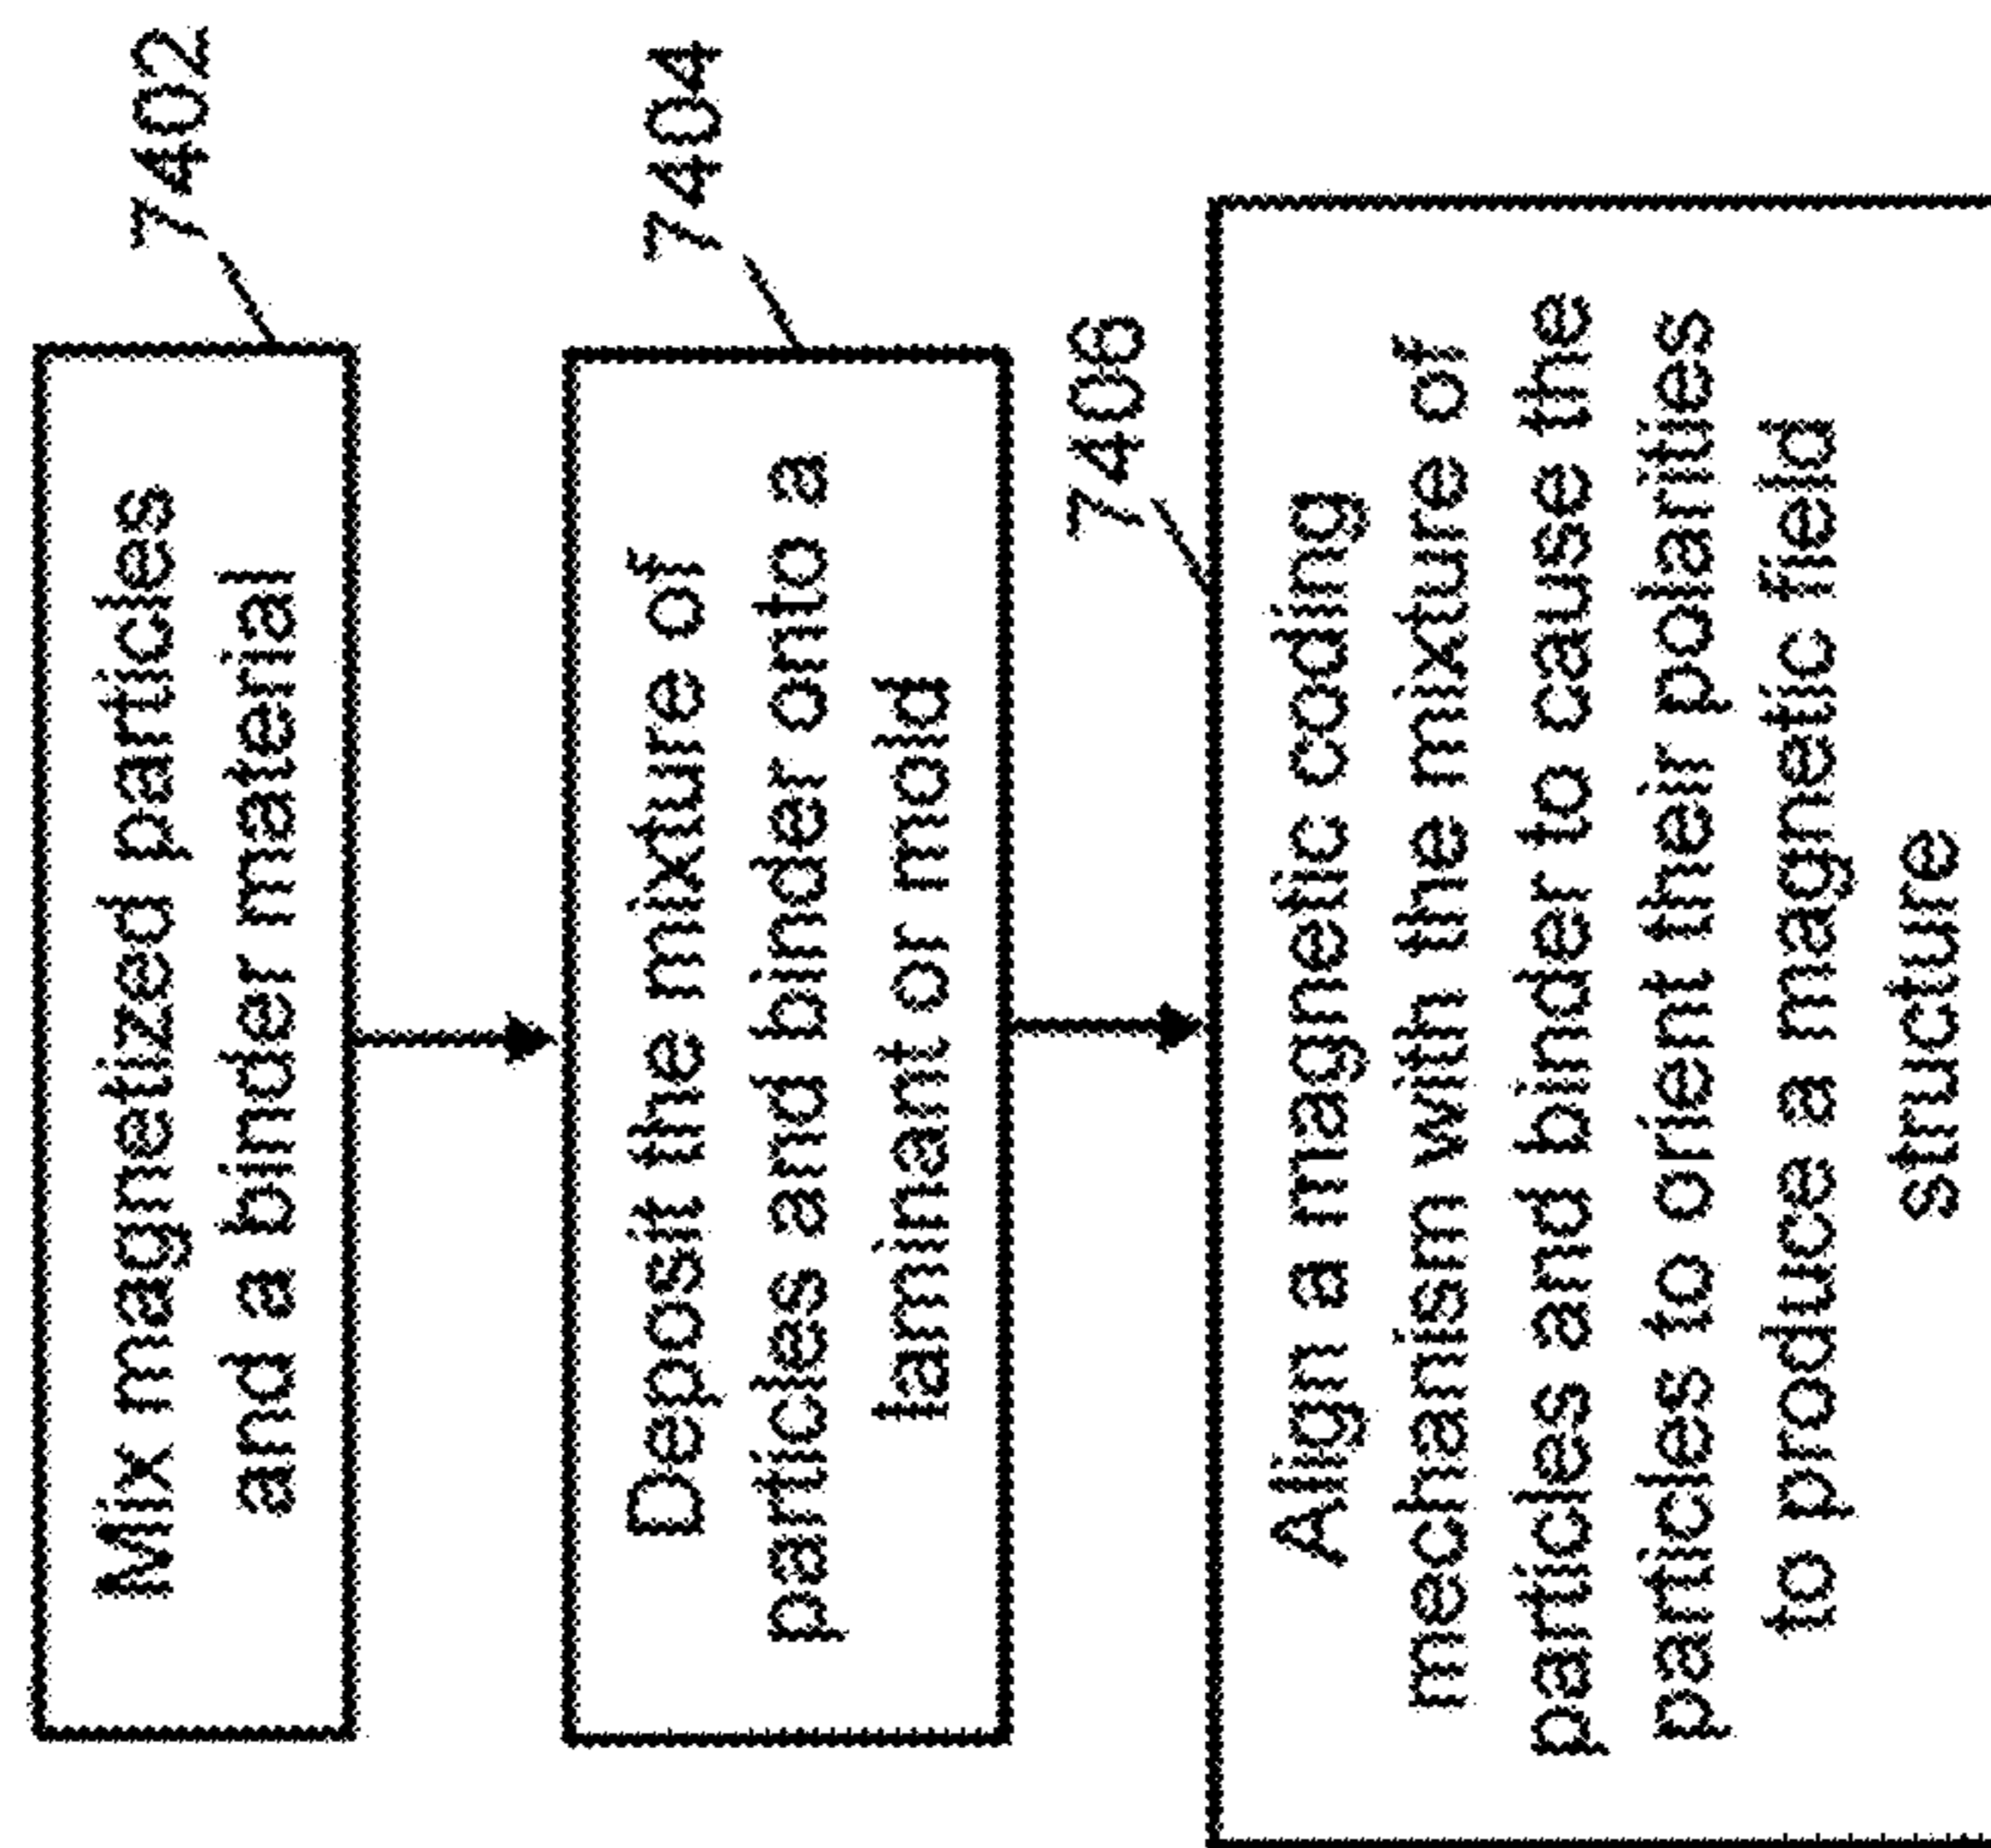 7402
Mix magnetized particles
and a binder material
7404
Deposit the mixture of
particles and binder onto a
laminant or mold
7408
Align a magnetic coding
mechanism with the mixture of
particles and binder to cause the
particles to orient their polarities
to produce a magnetic field
structure